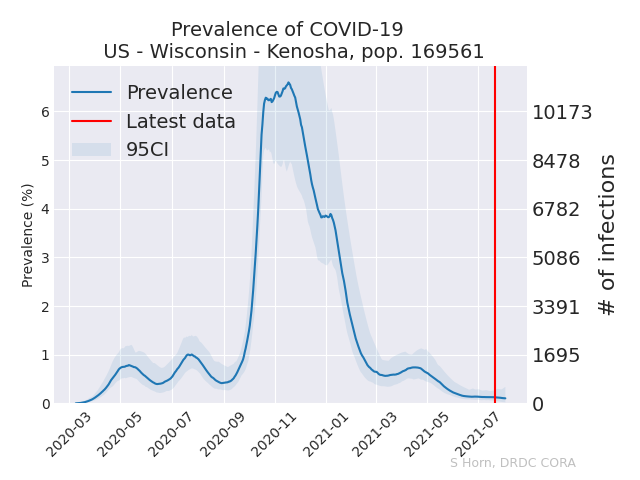 Prevalence of COVID-19
US - Wisconsin - Kenosha, pop. 169561
Prevalence
Latest data
95CI
Prevalence (%)
6
5
4
3
2
1
0
10173
8478
6782
5086
3391
1695
0
# of infections
2020-03
2020-05
2020-07
2020-09
2020-11
2021-01
2021-03
2021-05
2021-07
S Horn, DRDC CORA